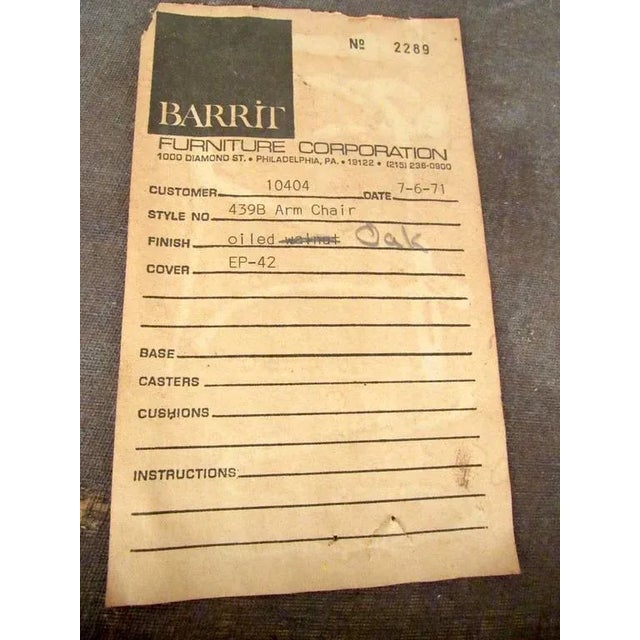 Nº 2289
BARRiT
FURNITURE CORPORATION
1000 DIAMOND ST. • PHILADELPHIA, PA. • 19122 • (215) 236-0900
CUSTOMER 10404 DATE 7-6-71
STYLE NO 439B Arm Chair
FINISH oiled walnut Oak
COVER EP-42
BASE
CASTERS
CUSHIONS
INSTRUCTIONS